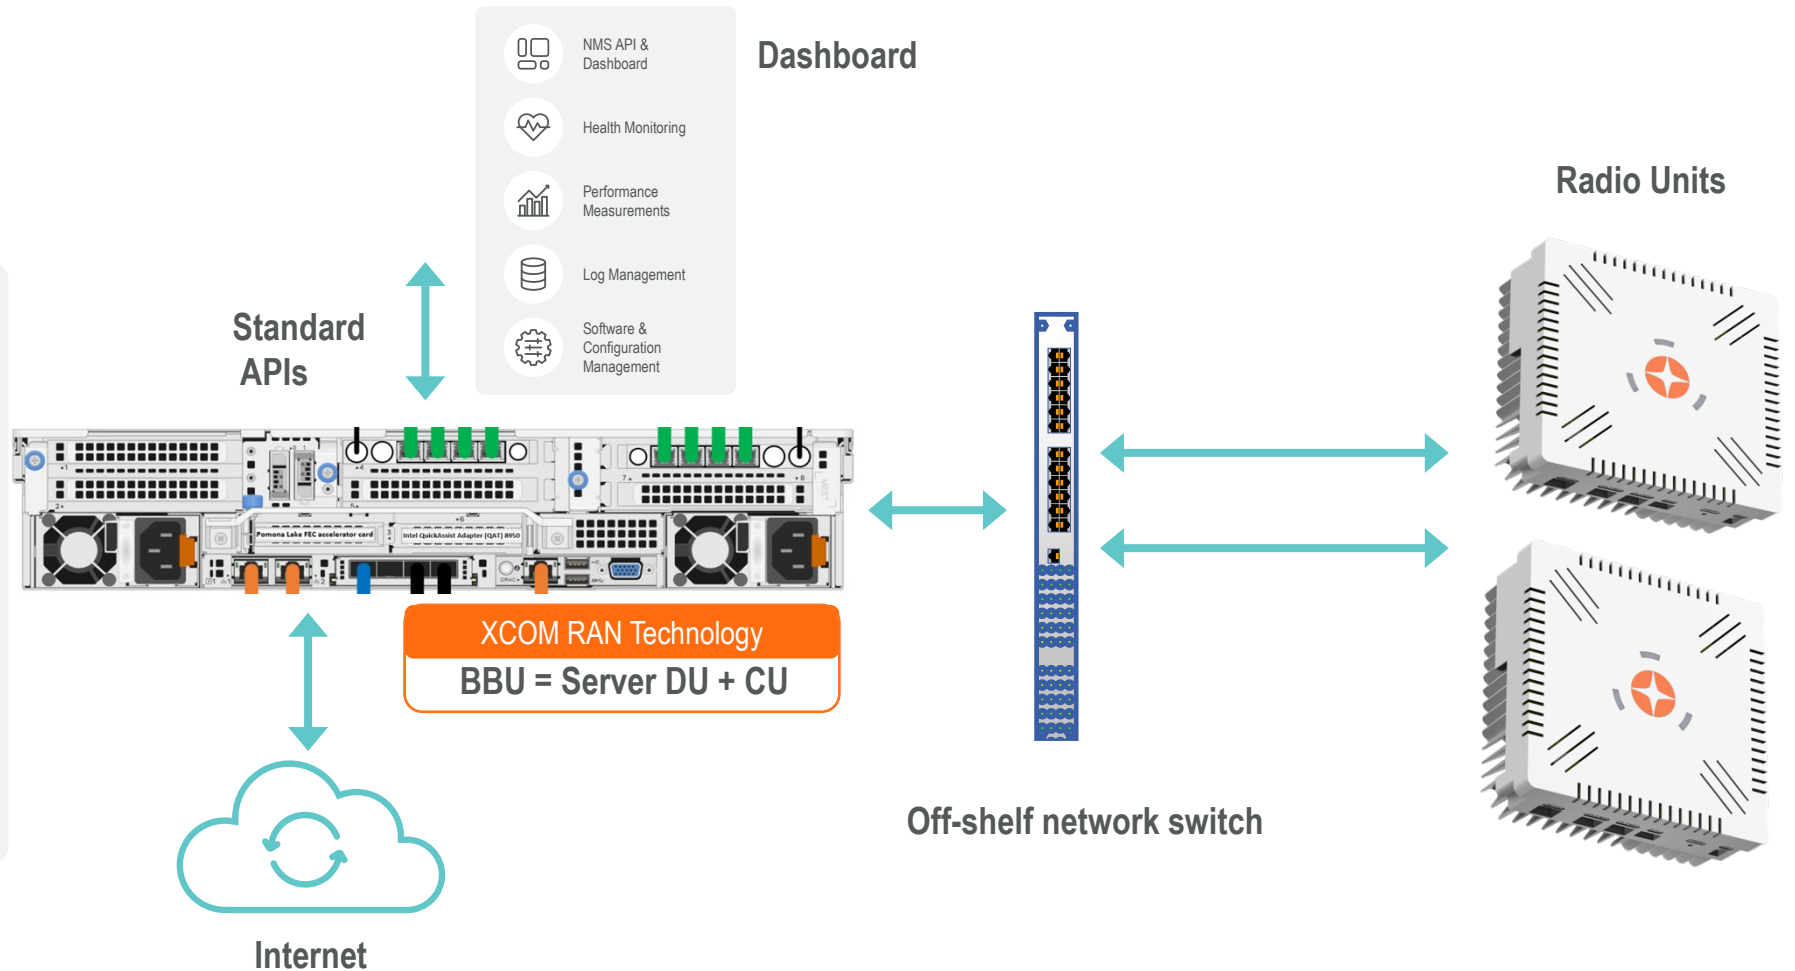 NMS API &
Dashboard
Health Monitoring
Performance
Measurements
Log Management
Software &
Configuration
Management
Dashboard
Radio Units
Standard
APIs
Pomona Lake FEC accelerator card
Intel QuickAssist Adapter (QAT) 8950
iDRAC
XCOM RAN Technology
BBU = Server DU + CU
Off-shelf network switch
Internet